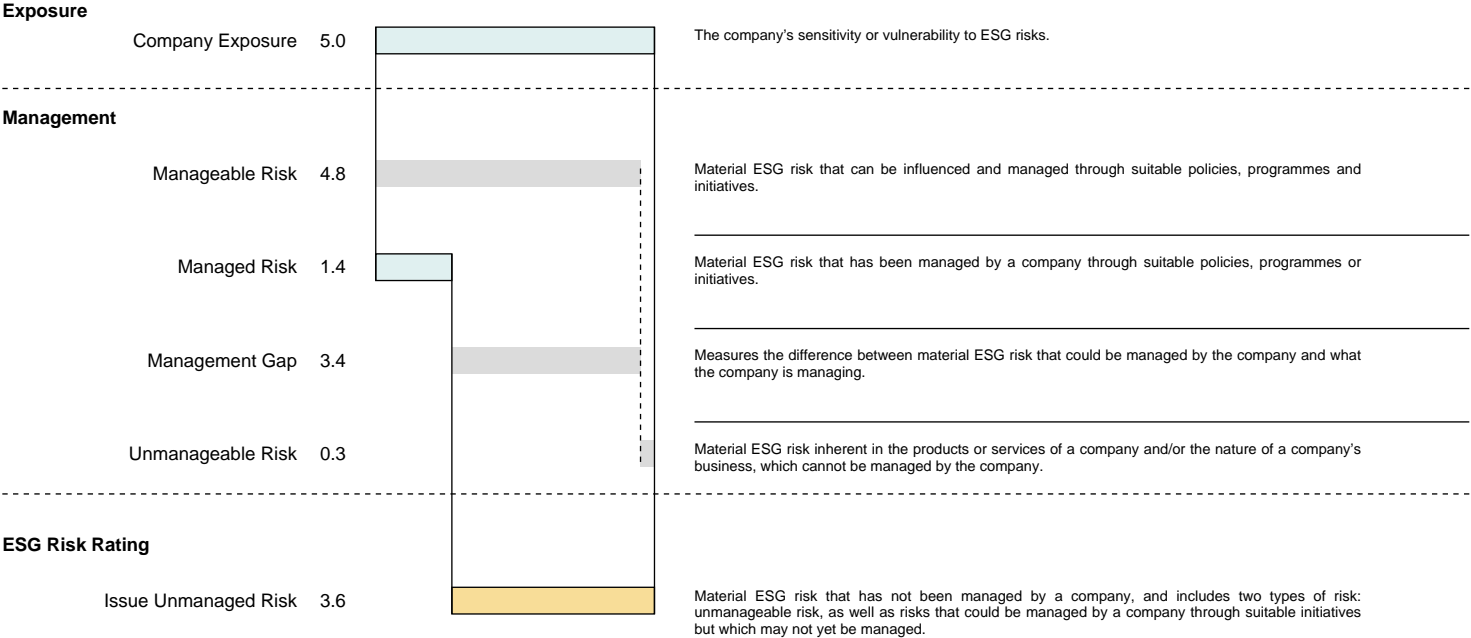 Exposure
Company Exposure 5.0
The company's sensitivity or vulnerability to ESG risks.
Management
Manageable Risk 4.8
Material ESG risk that can be influenced and managed through suitable policies, programmes and
initiatives.
Managed Risk 1.4
Material ESG risk that has been managed by a company through suitable policies, programmes or
initiatives.
Management Gap 3.4
Measures the difference between material ESG risk that could be managed by the company and what
the company is managing.
Unmanageable Risk 0.3
Material ESG risk inherent in the products or services of a company and/or the nature of a company's
business, which cannot be managed by the company.
ESG Risk Rating
Issue Unmanaged Risk 3.6
Material ESG risk that has not been managed by a company, and includes two types of risk:
unmanageable risk, as well as risks that could be managed by a company through suitable initiatives
but which may not yet be managed.